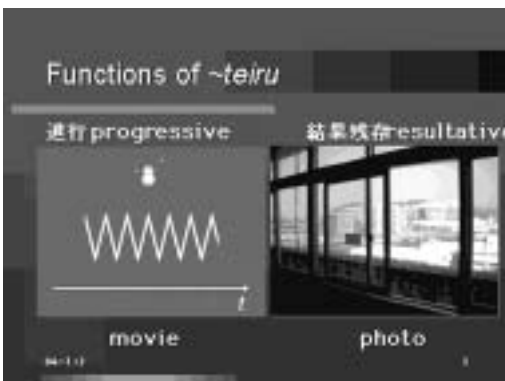 Functions of ~teiru
進行progressive
結果残存resultative
t
movie
photo